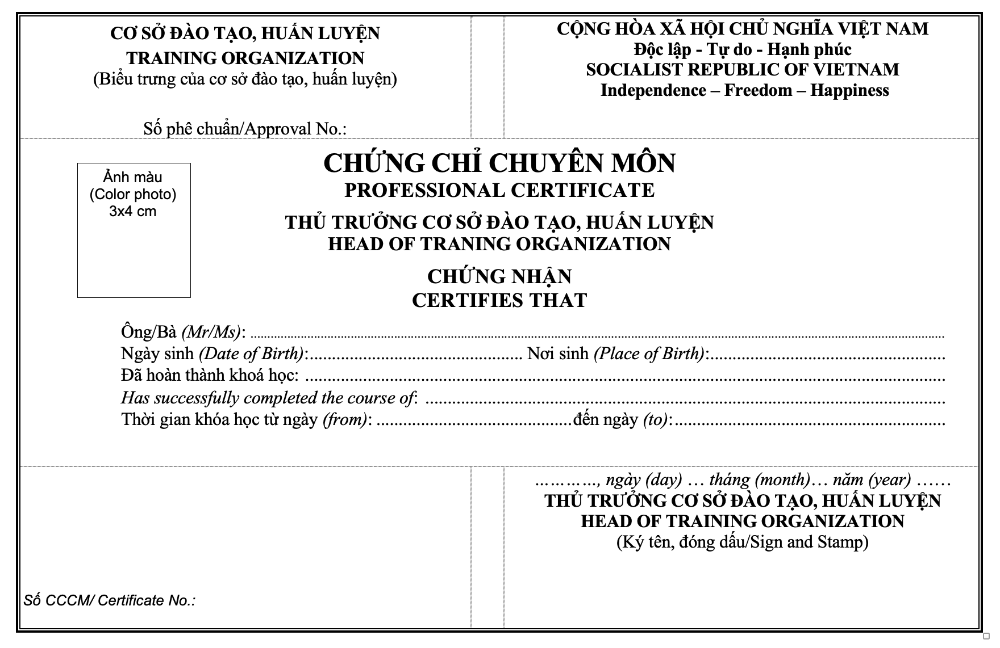 CƠ SỞ ĐÀO TẠO, HUẤN LUYỆN
TRAINING ORGANIZATION
(Biểu trưng của cơ sở đào tạo, huấn luyện)
Số phê chuẩn/Approval No.:
CỘNG HÒA XÃ HỘI CHỦ NGHĨA VIỆT NAM
Độc lập - Tự do - Hạnh phúc
SOCIALIST REPUBLIC OF VIETNAM
Independence – Freedom – Happiness
Ảnh màu
(Color photo)
3x4 cm
CHỨNG CHỈ CHUYÊN MÔN
PROFESSIONAL CERTIFICATE
THỦ TRƯỞNG CƠ SỞ ĐÀO TẠO, HUẤN LUYỆN
HEAD OF TRANING ORGANIZATION
CHỨNG NHẬN
CERTIFIES THAT
Ông/Bà (Mr/Ms): ........................................................................................................
Ngày sinh (Date of Birth):................................................ Nơi sinh (Place of Birth):.....................................................
Đã hoàn thành khoá học: ................................................................................................
Has successfully completed the course of: ................................................................................
Thời gian khóa học từ ngày (from): ............................................đến ngày (to):.............................................................
…………, ngày (day) … tháng (month)… năm (year) ……
THỦ TRƯỞNG CƠ SỞ ĐÀO TẠO, HUẤN LUYỆN
HEAD OF TRAINING ORGANIZATION
(Ký tên, đóng dấu/Sign and Stamp)
Số CCCM/ Certificate No.: